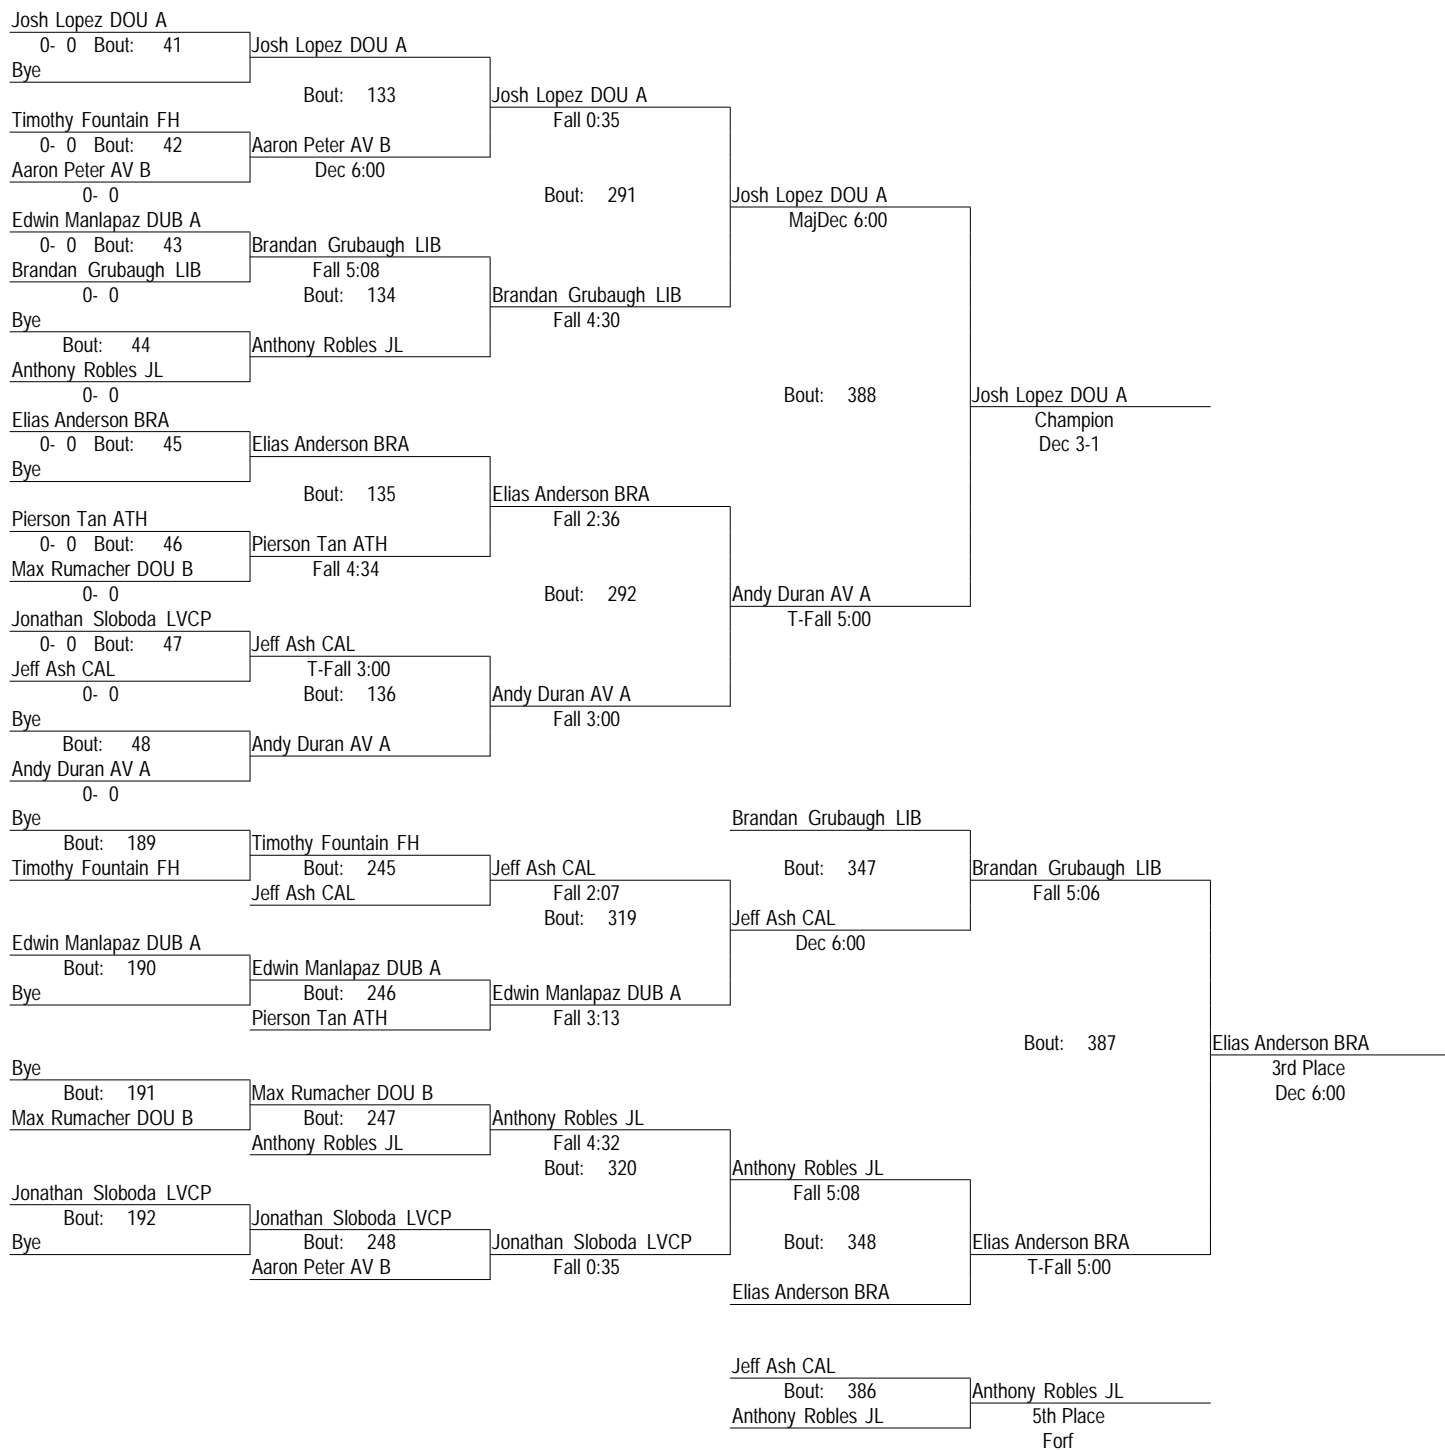 Josh Lopez DOU A
0- 0 Bout: 41 Josh Lopez DOU A
Bye
Bout: 133 Josh Lopez DOU A
Timothy Fountain FH Fall 0:35
0- 0 Bout: 42 Aaron Peter AV B
Aaron Peter AV B Dec 6:00
0- 0 Bout: 291 Josh Lopez DOU A
Edwin Manlapaz DUB A MajDec 6:00
0- 0 Bout: 43 Brandan Grubaugh LIB
Brandan Grubaugh LIB Fall 5:08
0- 0 Bout: 134 Brandan Grubaugh LIB
Bye Fall 4:30
Bout: 44 Anthony Robles JL
Anthony Robles JL
0- 0 Bout: 388 Josh Lopez DOU A
Elias Anderson BRA Champion
0- 0 Bout: 45 Elias Anderson BRA Dec 3-1
Bye
Bout: 135 Elias Anderson BRA
Pierson Tan ATH Fall 2:36
0- 0 Bout: 46 Pierson Tan ATH
Max Rumacher DOU B Fall 4:34
0- 0 Bout: 292 Andy Duran AV A
Jonathan Sloboda LVCP T-Fall 5:00
0- 0 Bout: 47 Jeff Ash CAL
Jeff Ash CAL T-Fall 3:00
0- 0 Bout: 136 Andy Duran AV A
Bye Fall 3:00
Bout: 48 Andy Duran AV A
Andy Duran AV A
0- 0
Bye Brandan Grubaugh LIB
Bout: 189 Timothy Fountain FH
Timothy Fountain FH Bout: 245 Jeff Ash CAL Bout: 347 Brandan Grubaugh LIB
Jeff Ash CAL Fall 2:07 Fall 5:06
Bout: 319 Jeff Ash CAL
Edwin Manlapaz DUB A Dec 6:00
Bout: 190 Edwin Manlapaz DUB A
Bye Bout: 246 Edwin Manlapaz DUB A
Pierson Tan ATH Fall 3:13
Bout: 387 Elias Anderson BRA
Bye 3rd Place
Bout: 191 Max Rumacher DOU B Dec 6:00
Max Rumacher DOU B Bout: 247 Anthony Robles JL
Anthony Robles JL Fall 4:32
Bout: 320 Anthony Robles JL
Jonathan Sloboda LVCP Fall 5:08
Bout: 192 Jonathan Sloboda LVCP
Bye Bout: 248 Jonathan Sloboda LVCP Bout: 348 Elias Anderson BRA
Aaron Peter AV B Fall 0:35 T-Fall 5:00
Elias Anderson BRA
Jeff Ash CAL
Bout: 386 Anthony Robles JL
Anthony Robles JL 5th Place
Forf